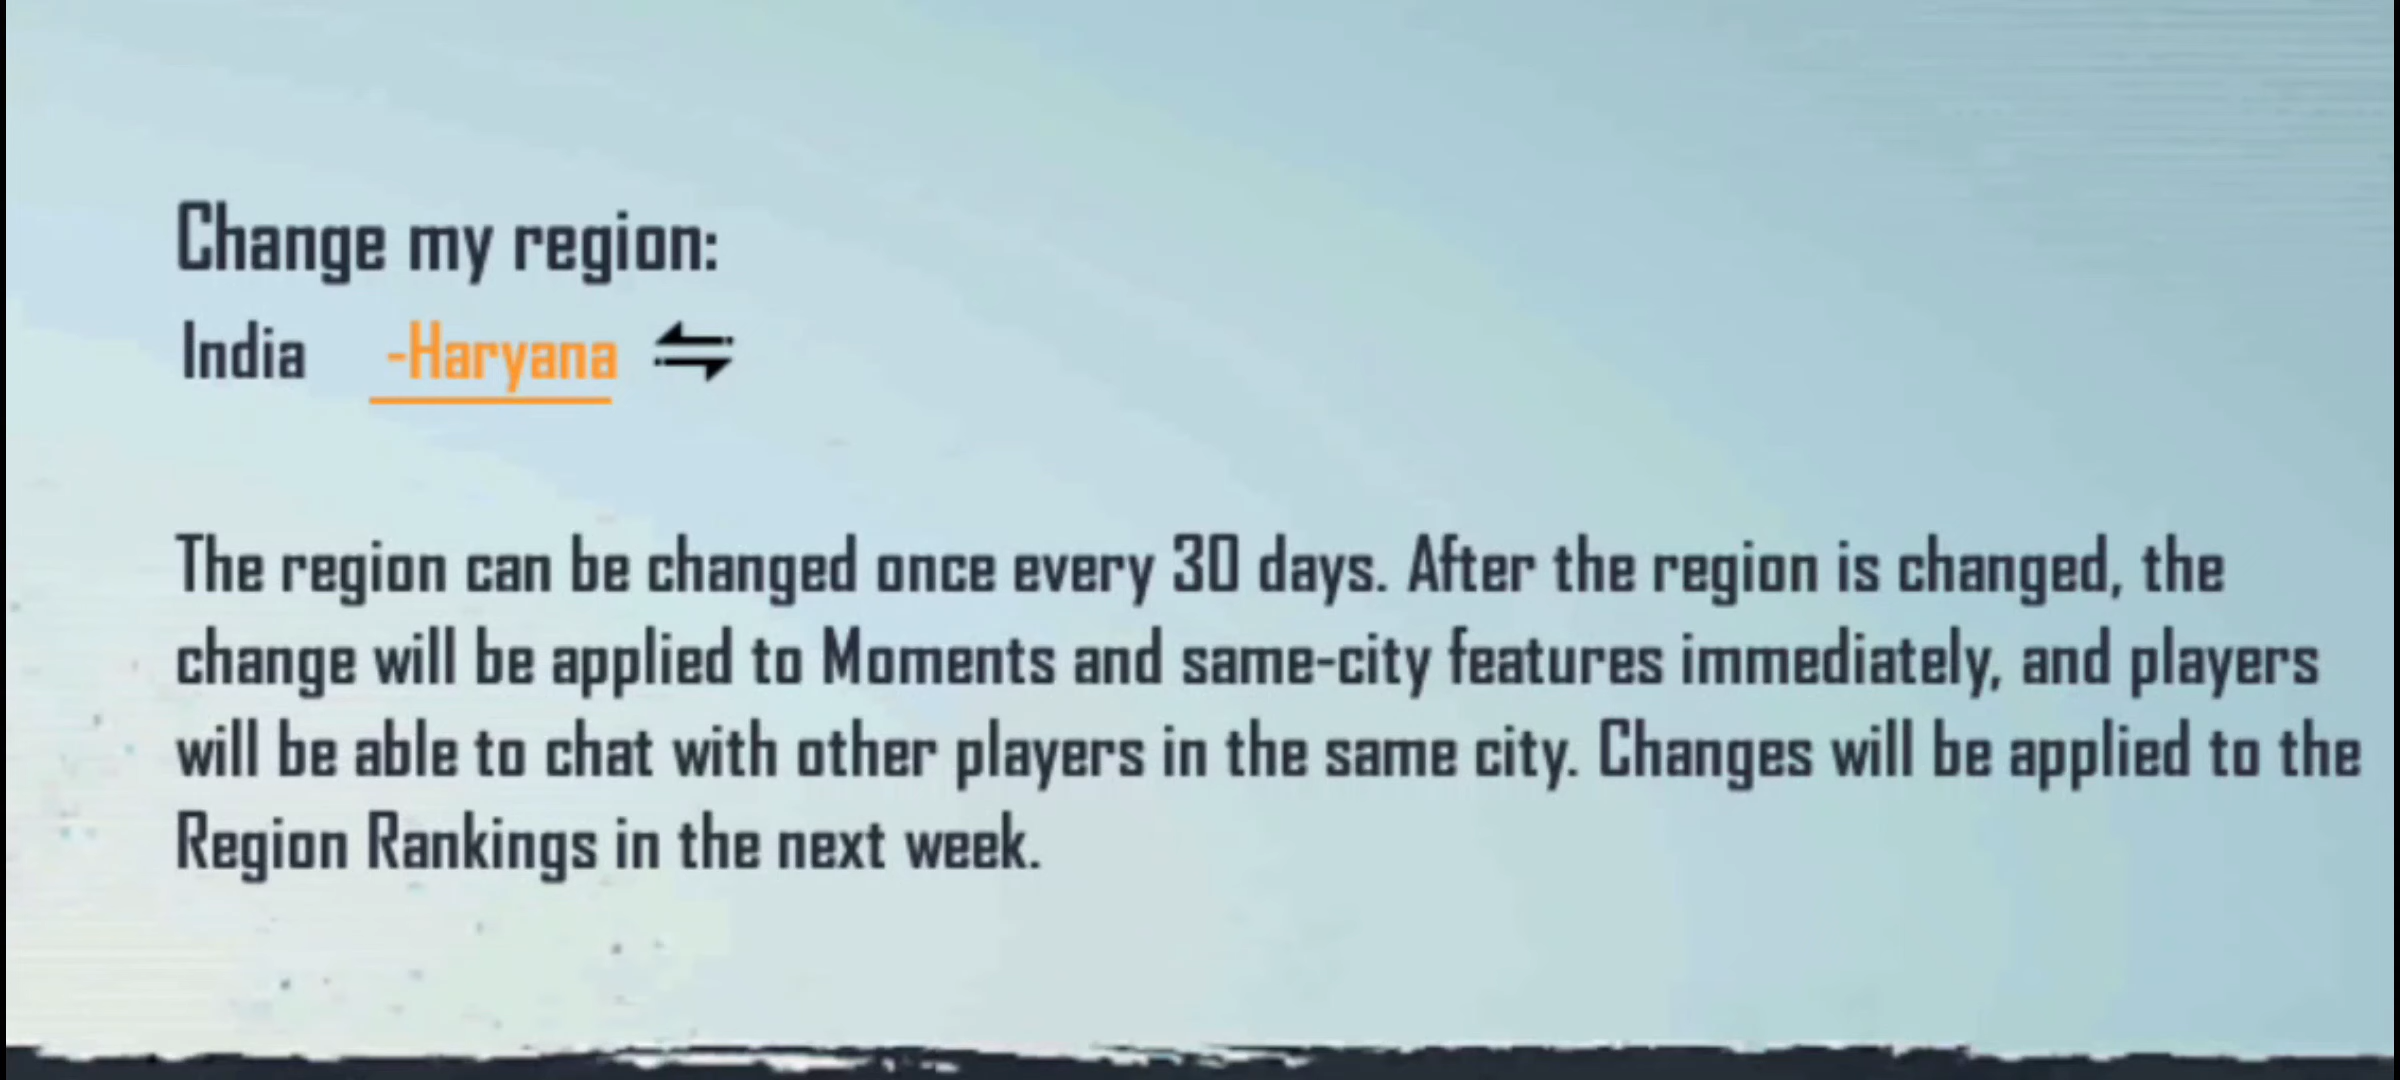 Change my region:
India -Haryana
The region can be changed once every 30 days. After the region is changed, the
change will be applied to Moments and same-city features immediately, and players
will be able to chat with other players in the same city. Changes will be applied to the
Region Rankings in the next week.